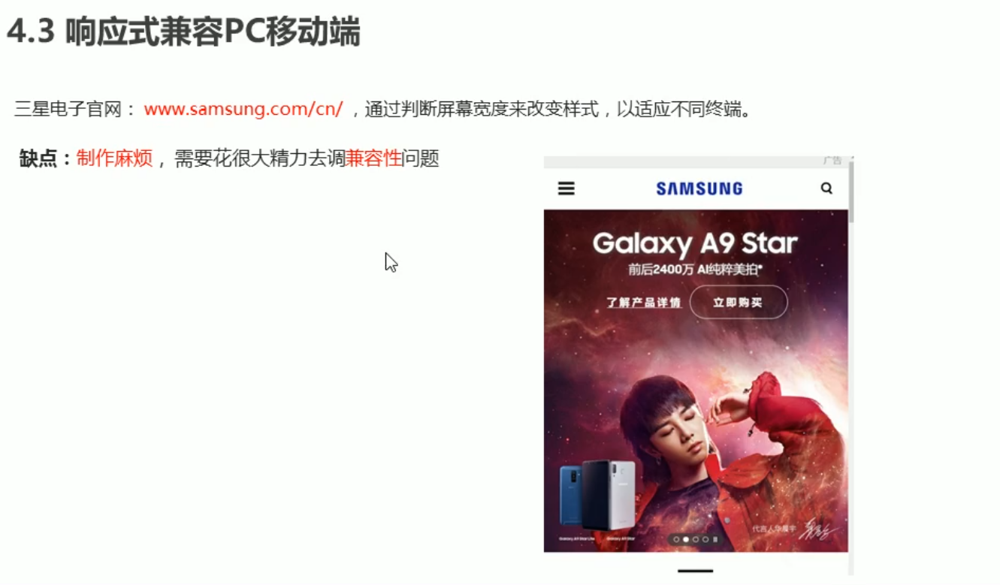 4.3 响应式兼容PC移动端
三星电子官网： www.samsung.com/cn/ ，通过判断屏幕宽度来改变样式，以适应不同终端。
缺点：制作麻烦， 需要花很大精力去调兼容性问题
广告
SAMSUNG
Galaxy A9 Star
前后2400万 AI纯粹美拍*
了解产品详情 立即购买
代言人华晨宇
Galaxy A9 Star Lite Galaxy A9 Star